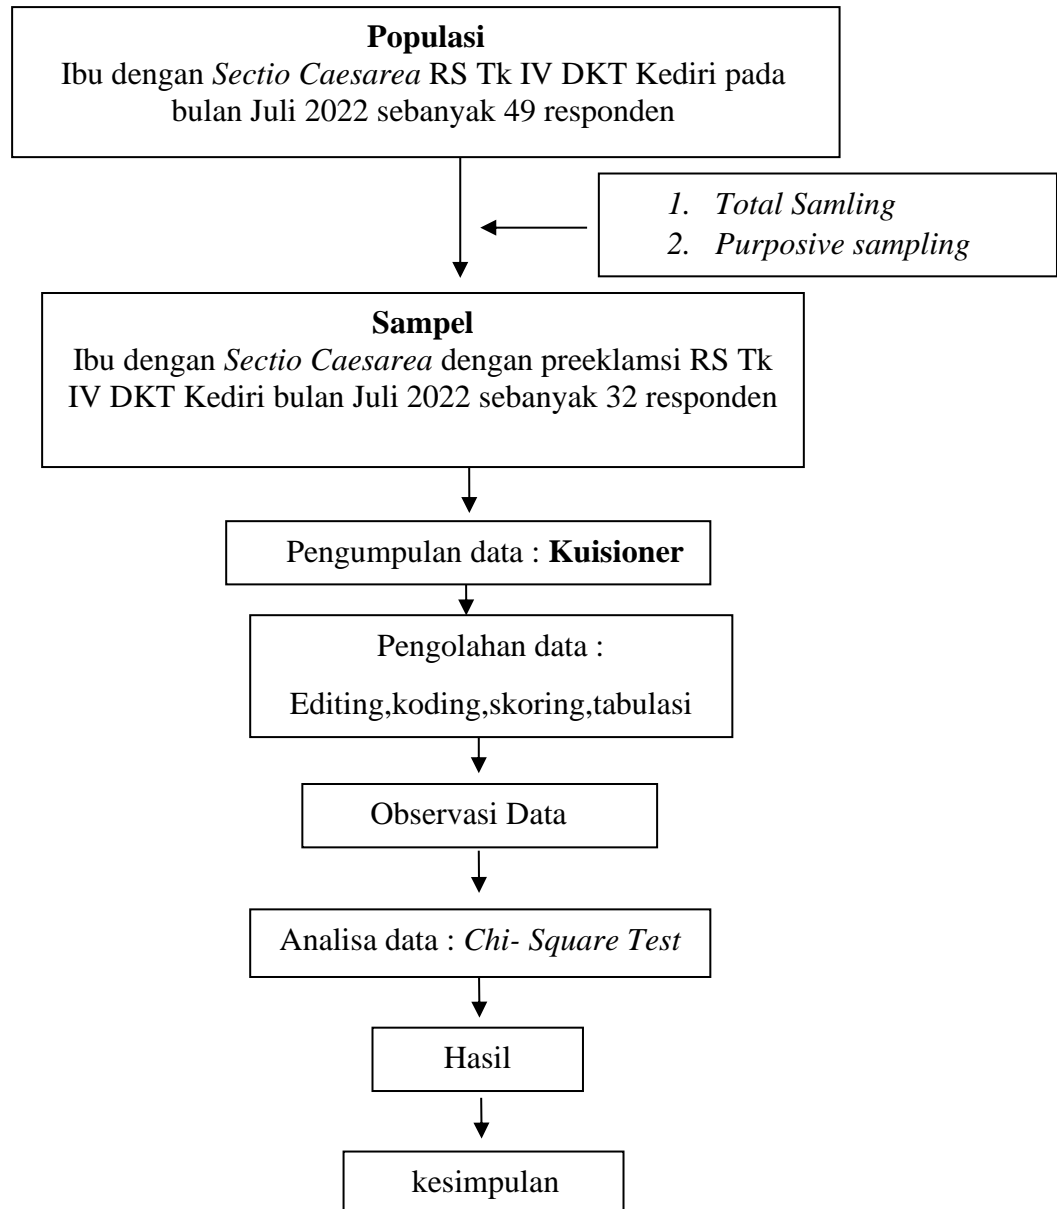 Populasi
Ibu dengan Sectio Caesarea RS Tk IV DKT Kediri pada
bulan Juli 2022 sebanyak 49 responden
1. Total Samling
2. Purposive sampling
Sampel
Ibu dengan Sectio Caesarea dengan preeklamsi RS Tk
IV DKT Kediri bulan Juli 2022 sebanyak 32 responden
Pengumpulan data : Kuisioner
Pengolahan data :
Editing,koding,skoring,tabulasi
Observasi Data
Analisa data : Chi- Square Test
Hasil
kesimpulan